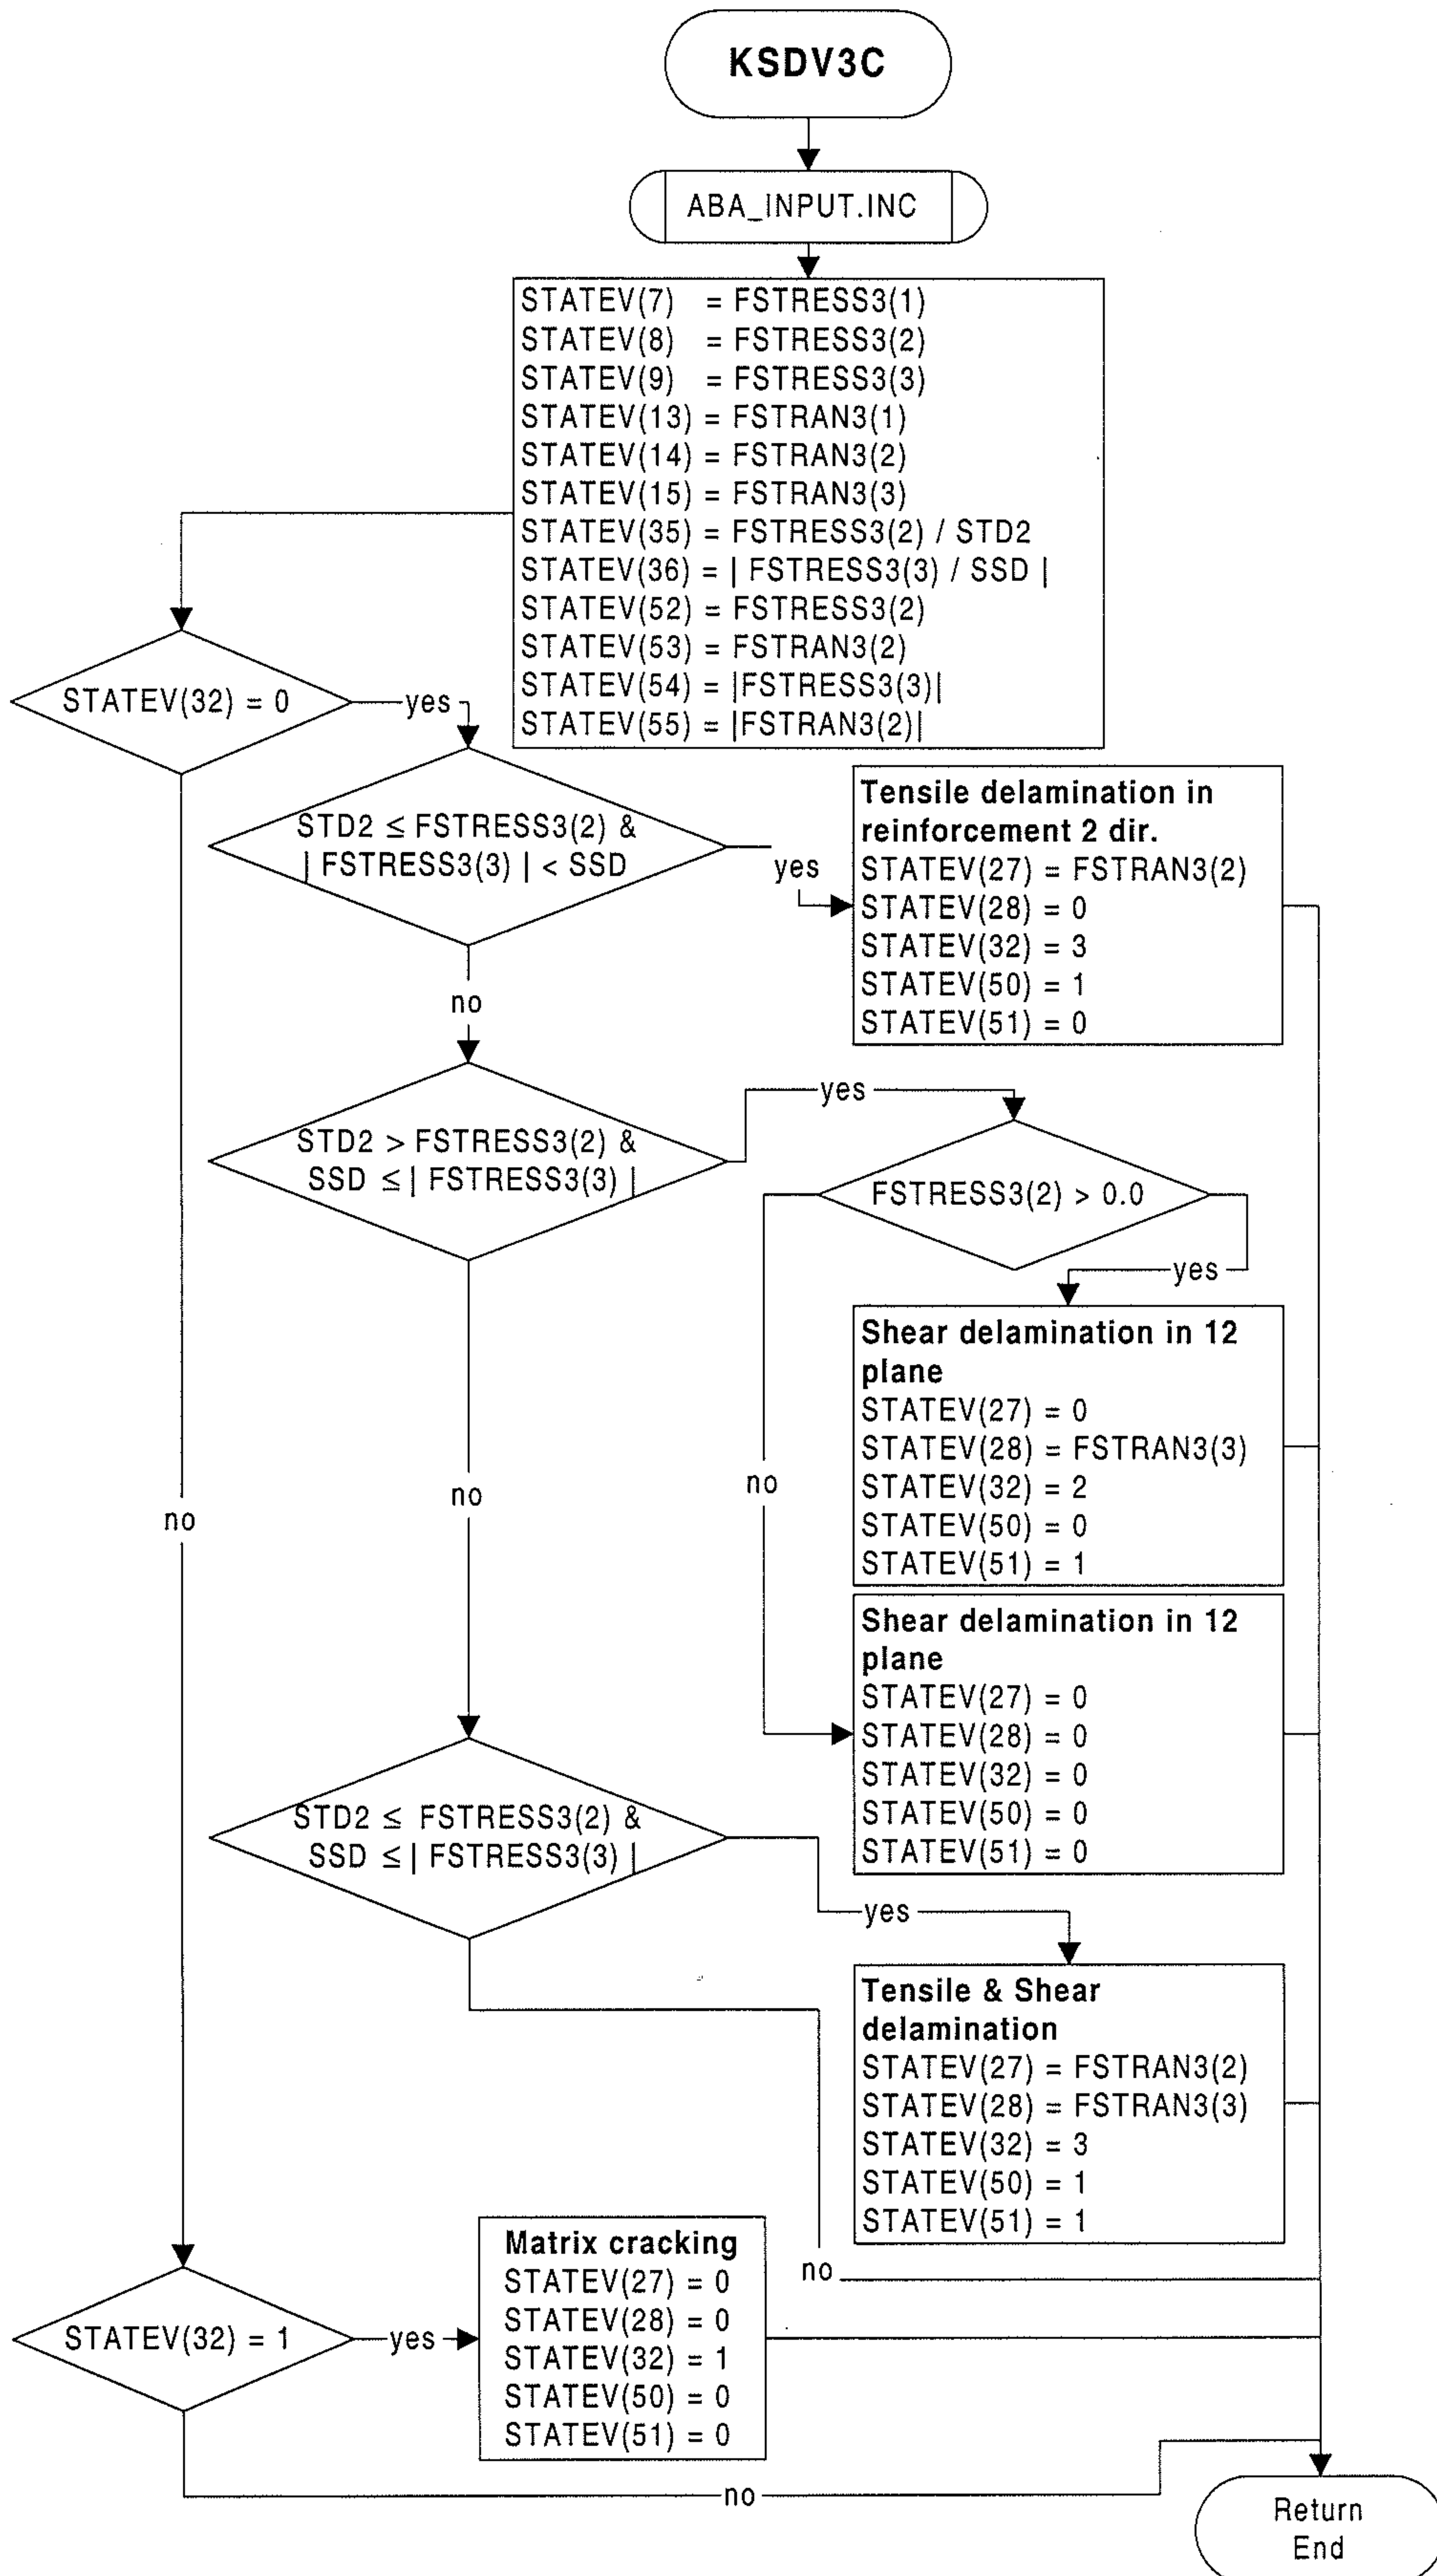 KSDV3C
ABA_INPUT.INC
STATEV(7) = FSTRESS3(1)
STATEV(8) = FSTRESS3(2)
STATEV(9) = FSTRESS3(3)
STATEV(13) = FSTRAN3(1)
STATEV(14) = FSTRAN3(2)
STATEV(15) = FSTRAN3(3)
STATEV(35) = FSTRESS3(2) / STD2
STATEV(36) = | FSTRESS3(3) / SSD |
STATEV(52) = FSTRESS3(2)
STATEV(53) = FSTRAN3(2)
STATEV(54) = |FSTRESS3(3)|
STATEV(55) = |FSTRAN3(2)|
STATEV(32) = 0
yes
STD2 ≤ FSTRESS3(2) &
| FSTRESS3(3) | < SSD
yes
Tensile delamination in
reinforcement 2 dir.
STATEV(27) = FSTRAN3(2)
STATEV(28) = 0
STATEV(32) = 3
STATEV(50) = 1
STATEV(51) = 0
no
STD2 > FSTRESS3(2) &
SSD ≤ | FSTRESS3(3) |
yes
FSTRESS3(2) > 0.0
yes
Shear delamination in 12
plane
STATEV(27) = 0
STATEV(28) = FSTRAN3(3)
STATEV(32) = 2
STATEV(50) = 0
STATEV(51) = 1
no
no
no
Shear delamination in 12
plane
STATEV(27) = 0
STATEV(28) = 0
STATEV(32) = 0
STATEV(50) = 0
STATEV(51) = 0
STD2 ≤ FSTRESS3(2) &
SSD ≤ | FSTRESS3(3) |
yes
Tensile & Shear
delamination
STATEV(27) = FSTRAN3(2)
STATEV(28) = FSTRAN3(3)
STATEV(32) = 3
STATEV(50) = 1
STATEV(51) = 1
no
STATEV(32) = 1
yes
Matrix cracking
STATEV(27) = 0
STATEV(28) = 0
STATEV(32) = 1
STATEV(50) = 0
STATEV(51) = 0
no
Return
End